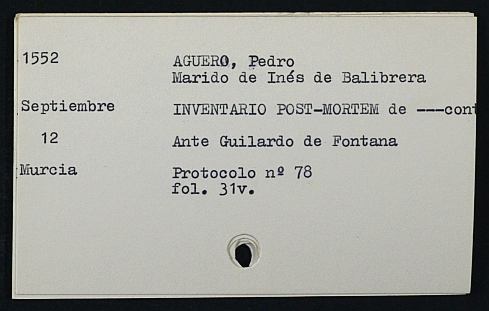 1552 AGUERO, Pedro
Marido de Inés de Balibrera
Septiembre INVENTARIO POST-MORTEM de ---cont
12 Ante Guilardo de Fontana
Murcia Protocolo nº 78
fol. 31v.